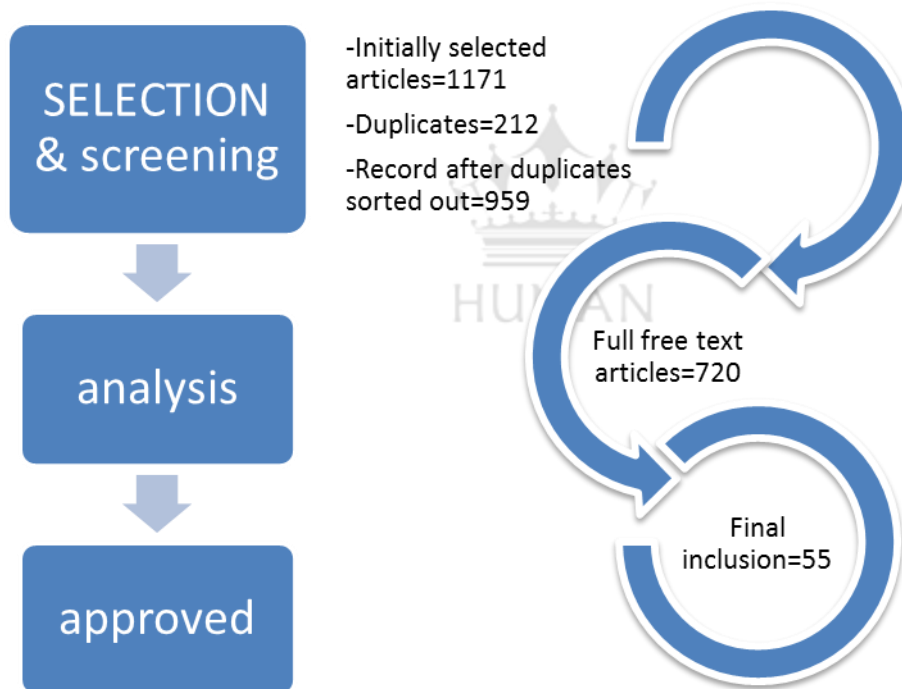 SELECTION
& screening
-Initially selected
articles=1171
-Duplicates=212
-Record after duplicates
sorted out=959
HUMAN
analysis
Full free text
articles=720
approved
Final
inclusion=55